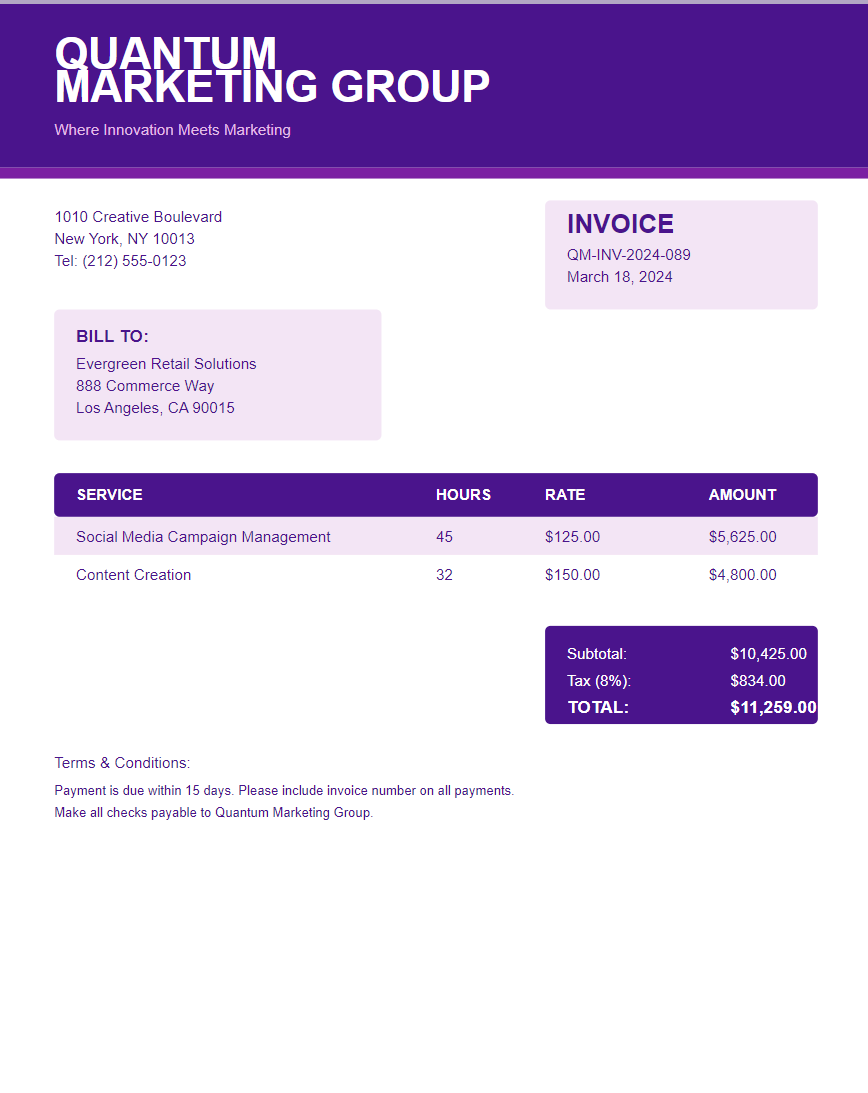 QUANTUM
MARKETING GROUP
Where Innovation Meets Marketing
1010 Creative Boulevard
New York, NY 10013
Tel: (212) 555-0123
INVOICE
QM-INV-2024-089
March 18, 2024
BILL TO:
Evergreen Retail Solutions
888 Commerce Way
Los Angeles, CA 90015
SERVICE HOURS RATE AMOUNT
Social Media Campaign Management 45 $125.00 $5,625.00
Content Creation 32 $150.00 $4,800.00
Subtotal: $10,425.00
Tax (8%): $834.00
TOTAL: $11,259.00
Terms & Conditions:
Payment is due within 15 days. Please include invoice number on all payments.
Make all checks payable to Quantum Marketing Group.